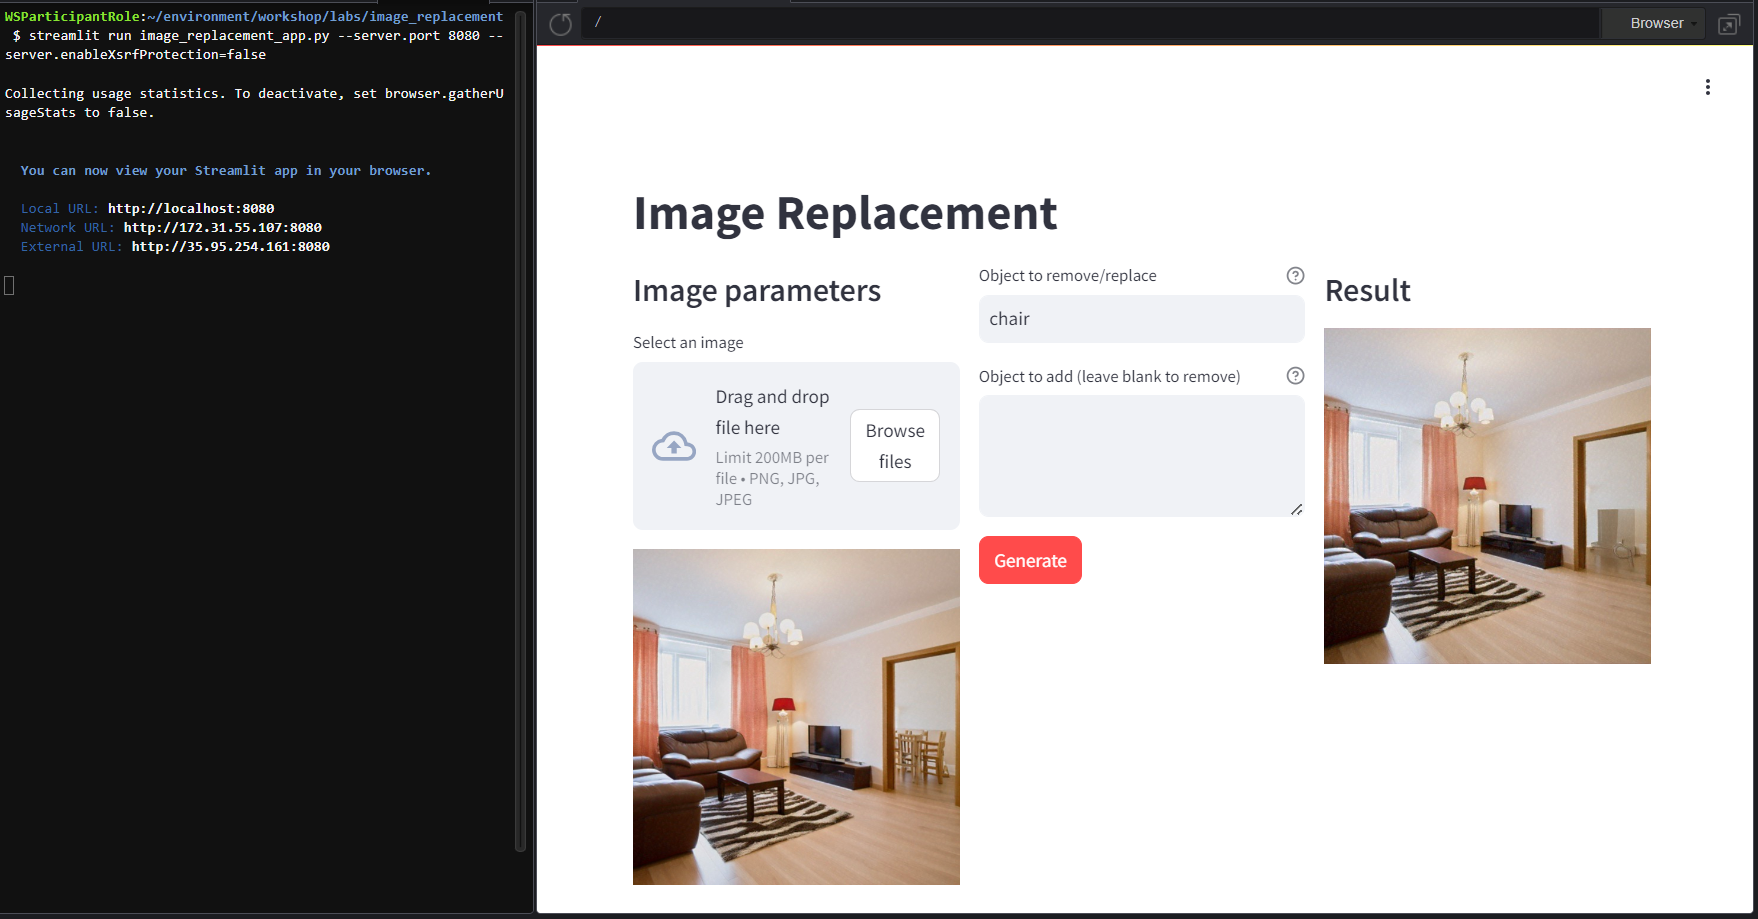 WSParticipantRole:~/environment/workshop/labs/image_replacement
$ streamlit run image_replacement_app.py --server.port 8080 --
server.enableXsrfProtection=false
Collecting usage statistics. To deactivate, set browser.gatherU
sageStats to false.
You can now view your Streamlit app in your browser.
Local URL: http://localhost:8080
Network URL: http://172.31.55.107:8080
External URL: http://35.95.254.161:8080
/
Browser
Image Replacement
Image parameters
Select an image
Drag and drop
file here
Limit 200MB per
file • PNG, JPG,
JPEG
Browse
files
Object to remove/replace
chair
Object to add (leave blank to remove)
Generate
Result